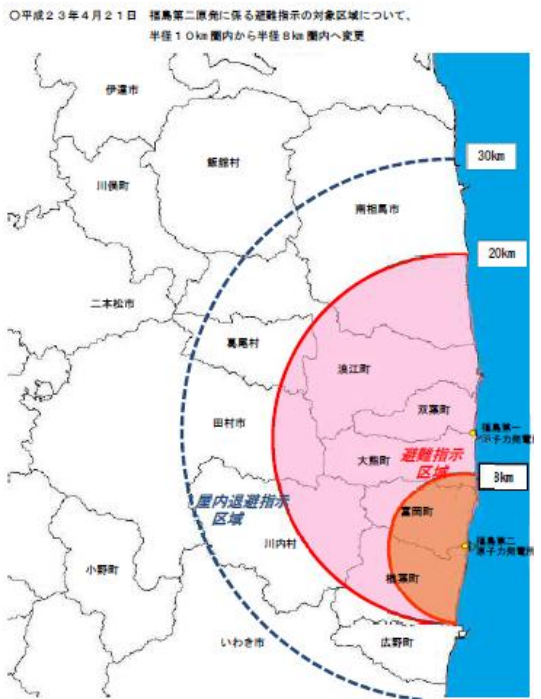 ○平成２３年４月２１日　福島第二原発に係る避難指示の対象区域について、
半径１０km圏内から半径８km圏内へ変更
伊達市
飯舘村
30km
川俣町
南相馬市
20km
二本松市
葛尾村
浪江町
双葉町
田村市
福島第一
原子力発電所
大熊町
避難指示
区域
8km
屋内退避指示
区域
富岡町
川内村
福島第二
原子力発電所
小野町
楢葉町
いわき市
広野町